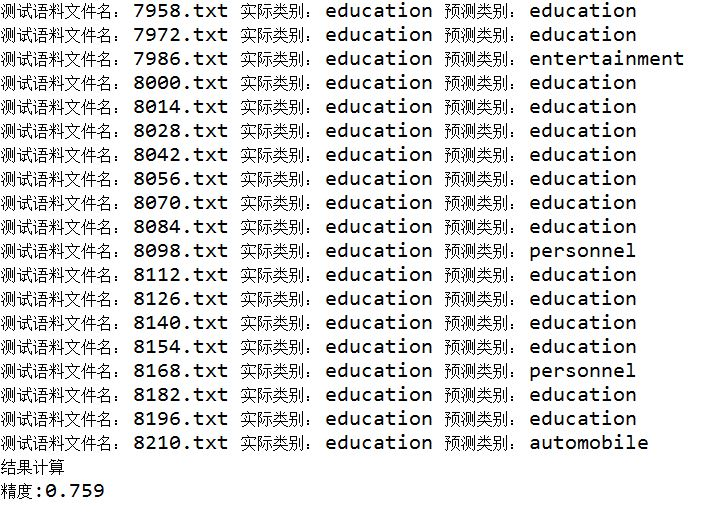 测试语料文件名：7958.txt 实际类别：education 预测类别：education
测试语料文件名：7972.txt 实际类别：education 预测类别：education
测试语料文件名：7986.txt 实际类别：education 预测类别：entertainment
测试语料文件名：8000.txt 实际类别：education 预测类别：education
测试语料文件名：8014.txt 实际类别：education 预测类别：education
测试语料文件名：8028.txt 实际类别：education 预测类别：education
测试语料文件名：8042.txt 实际类别：education 预测类别：education
测试语料文件名：8056.txt 实际类别：education 预测类别：education
测试语料文件名：8070.txt 实际类别：education 预测类别：education
测试语料文件名：8084.txt 实际类别：education 预测类别：education
测试语料文件名：8098.txt 实际类别：education 预测类别：personnel
测试语料文件名：8112.txt 实际类别：education 预测类别：education
测试语料文件名：8126.txt 实际类别：education 预测类别：education
测试语料文件名：8140.txt 实际类别：education 预测类别：education
测试语料文件名：8154.txt 实际类别：education 预测类别：education
测试语料文件名：8168.txt 实际类别：education 预测类别：personnel
测试语料文件名：8182.txt 实际类别：education 预测类别：education
测试语料文件名：8196.txt 实际类别：education 预测类别：education
测试语料文件名：8210.txt 实际类别：education 预测类别：automobile
结果计算
精度:0.759